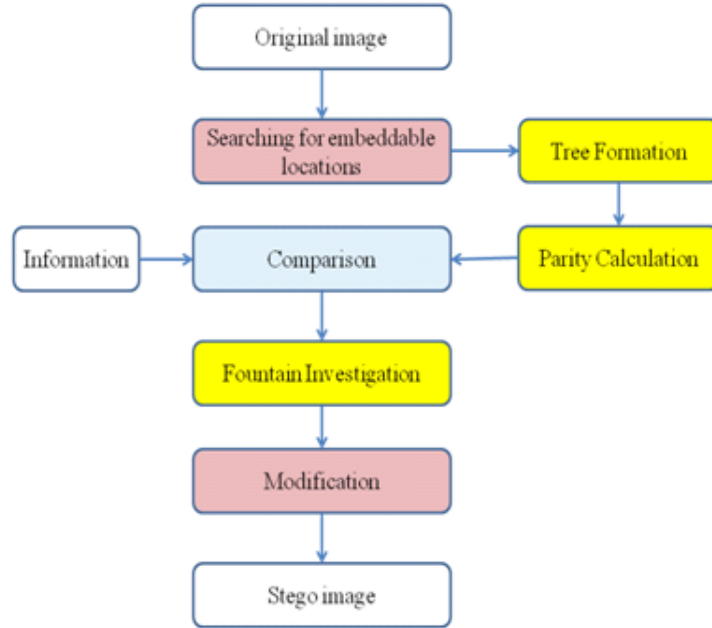 Original image
Searching for embeddable
locations
Tree Formation
Information
Comparison
Parity Calculation
Fountain Investigation
Modification
Stego image